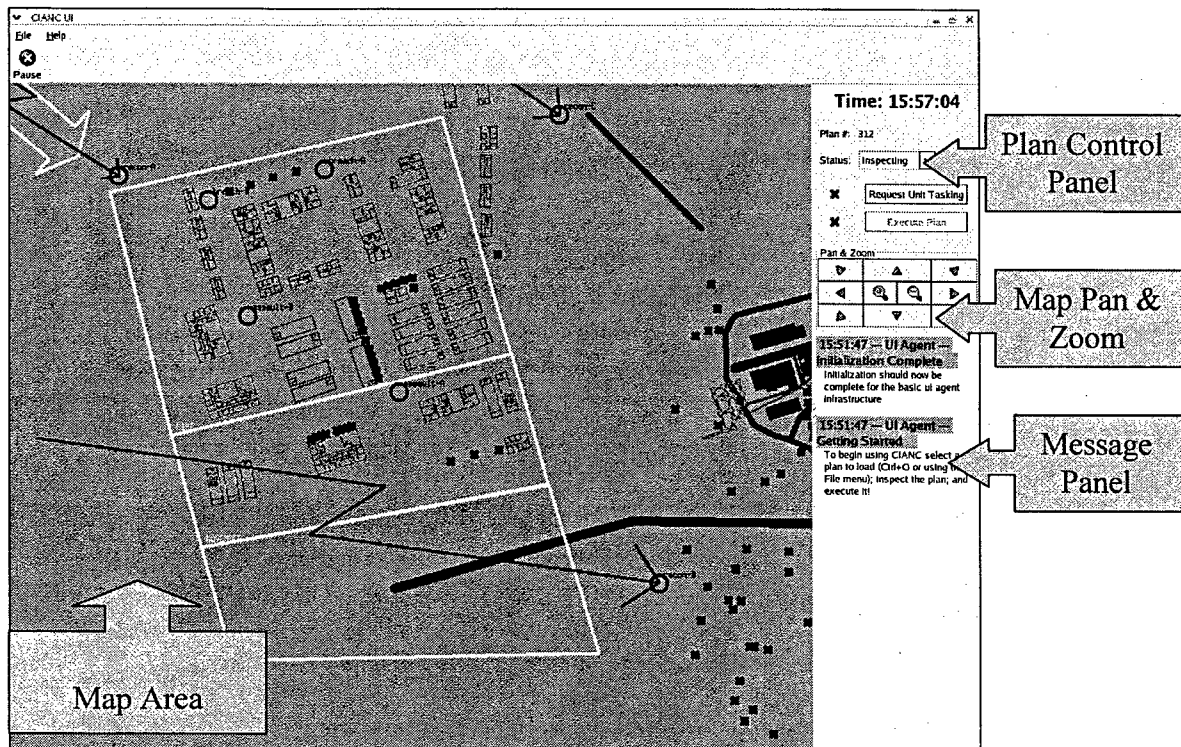 CIANC UI
File Help
Pause
Time: 15:57:04
Plan #: 312
Status: Inspecting
Request Unit Tasking
Execute Plan
Pan & Zoom
15:51:47 -- UI Agent --
Initialization Complete
Initialization should now be
complete for the basic ui agent
infrastructure
15:51:47 -- UI Agent --
Getting Started
To begin using CIANC select a
plan to load (Ctrl+O or using the
File menu); inspect the plan; and
execute it!
Plan Control
Panel
Map Pan &
Zoom
Message
Panel
Map Area